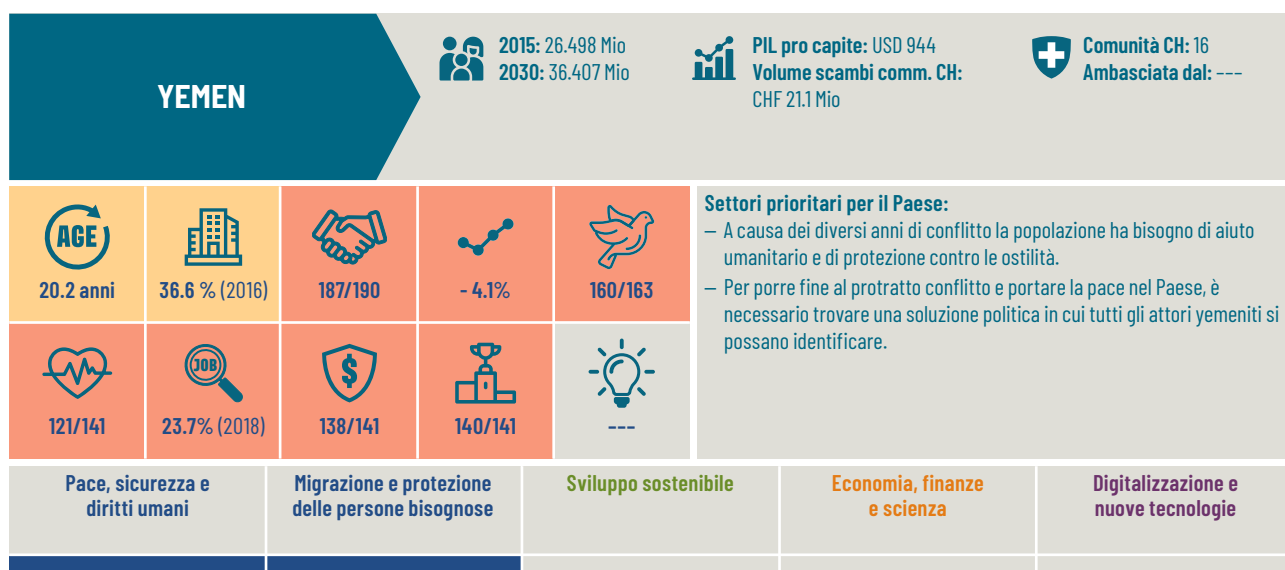 YEMEN
2015: 26.498 Mio
2030: 36.407 Mio
PIL pro capite: USD 944
Volume scambi comm. CH:
CHF 21.1 Mio
Comunità CH: 16
Ambasciata dal: ---
AGE
20.2 anni
36.6 % (2016)
187/190
- 4.1%
160/163
JOB
$
121/141
23.7% (2018)
138/141
140/141
---
Settori prioritari per il Paese:
– A causa dei diversi anni di conflitto la popolazione ha bisogno di aiuto
umanitario e di protezione contro le ostilità.
– Per porre fine al protratto conflitto e portare la pace nel Paese, è
necessario trovare una soluzione politica in cui tutti gli attori yemeniti si
possano identificare.
Pace, sicurezza e
diritti umani
Migrazione e protezione
delle persone bisognose
Sviluppo sostenibile
Economia, finanze
e scienza
Digitalizzazione e
nuove tecnologie